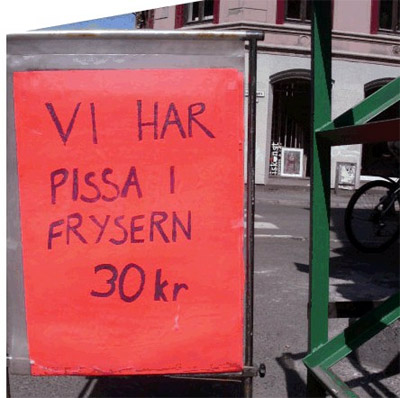 VI HAR
PISSA I
FRYSERN
30 kr